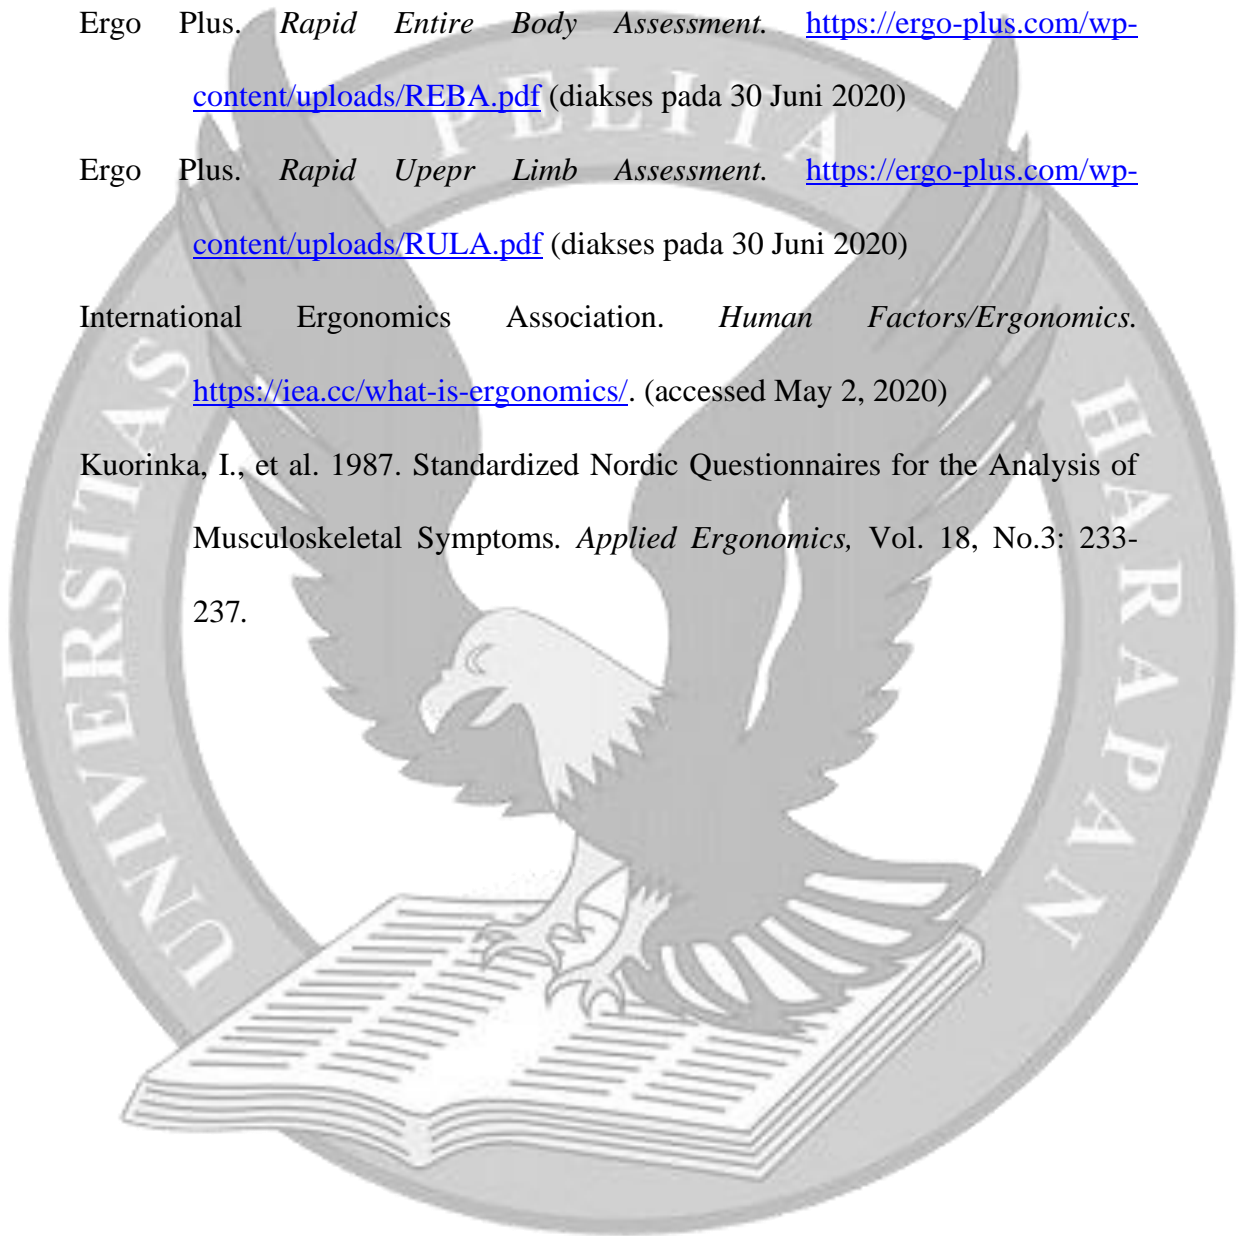 Ergo Plus. Rapid Entire Body Assessment. https://ergo-plus.com/wp-
content/uploads/REBA.pdf (diakses pada 30 Juni 2020)
Ergo Plus. Rapid Upepr Limb Assessment. https://ergo-plus.com/wp-
content/uploads/RULA.pdf (diakses pada 30 Juni 2020)
International Ergonomics Association. Human Factors/Ergonomics.
https://iea.cc/what-is-ergonomics/. (accessed May 2, 2020)
Kuorinka, I., et al. 1987. Standardized Nordic Questionnaires for the Analysis of
Musculoskeletal Symptoms. Applied Ergonomics, Vol. 18, No.3: 233-
237.
UNIVERSITAS PELITA HARAPAN